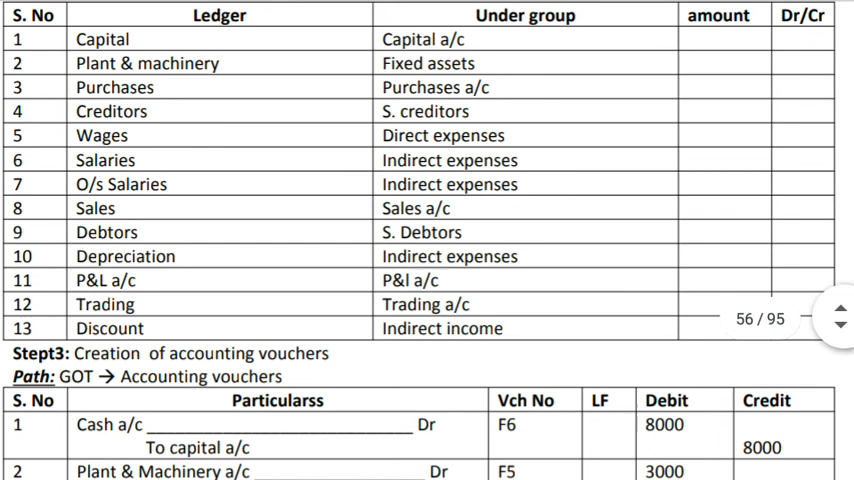 S. No Ledger Under group amount Dr/Cr
1 Capital Capital a/c
2 Plant & machinery Fixed assets
3 Purchases Purchases a/c
4 Creditors S. creditors
5 Wages Direct expenses
6 Salaries Indirect expenses
7 O/s Salaries Indirect expenses
8 Sales Sales a/c
9 Debtors S. Debtors
10 Depreciation Indirect expenses
11 P&L a/c P&l a/c
12 Trading Trading a/c
56 / 95
13 Discount Indirect income
Stept3: Creation of accounting vouchers
Path: GOT → Accounting vouchers
S. No Particularss Vch No LF Debit Credit
1 Cash a/c ____________________________ Dr F6 8000
To capital a/c 8000
2 Plant & Machinery a/c ____________________ Dr F5 3000